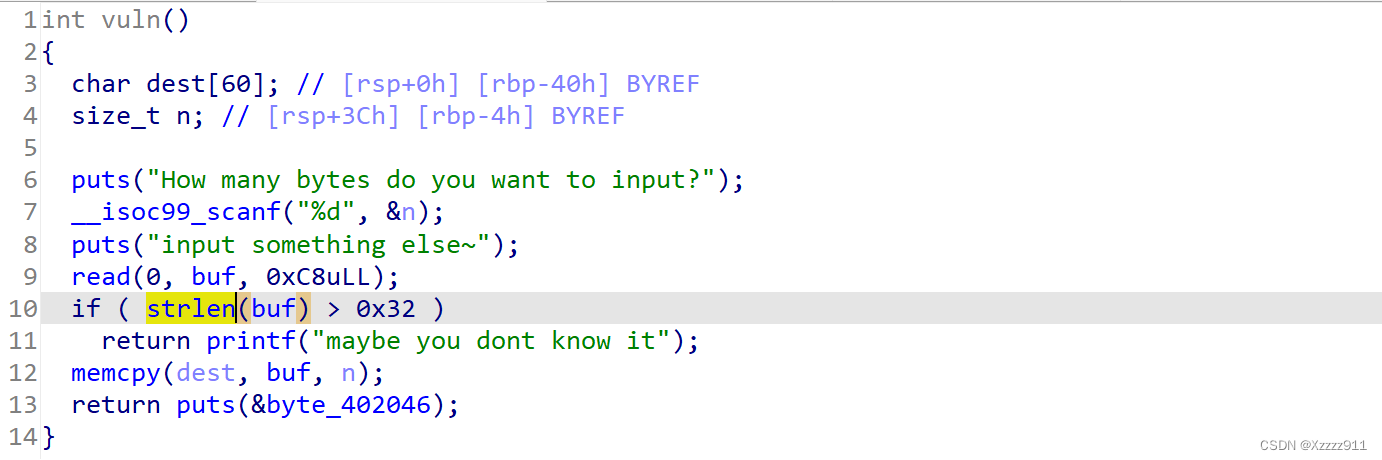 1 int vuln()
2 {
3   char dest[60]; // [rsp+0h] [rbp-40h] BYREF
4   size_t n; // [rsp+3Ch] [rbp-4h] BYREF
5
6   puts("How many bytes do you want to input?");
7   __isoc99_scanf("%d", &n);
8   puts("input something else~");
9   read(0, buf, 0xC8uLL);
10   if ( strlen(buf) > 0x32 )
11     return printf("maybe you dont know it");
12   memcpy(dest, buf, n);
13   return puts(&byte_402046);
14 }
CSDN @Xzzzz911